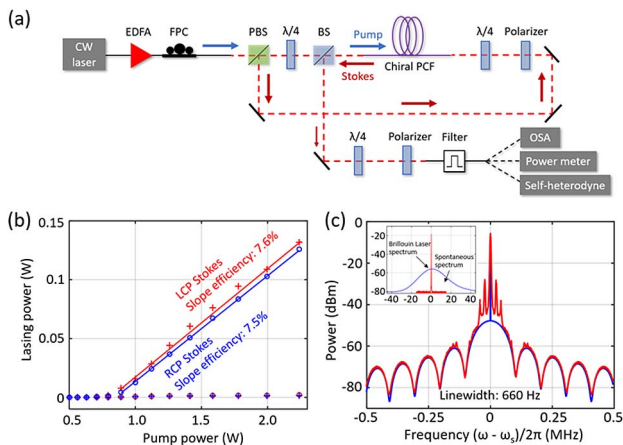 (a)
EDFA
FPC
PBS
λ/4
BS
Pump
λ/4
Polarizer
CW
laser
Stokes
Chiral PCF
λ/4
Polarizer
Filter
OSA
Power meter
Self-heterodyne
(b)
0.15
0.1
0.05
0
Lasing power (W)
LCP Stokes
Slope efficiency: 7.6%
RCP Stokes
Slope efficiency: 7.5%
0.5
1.0
1.5
2.0
Pump power (W)
(c)
0
-20
-40
-60
-80
Power (dBm)
-20
-40
-60
-80
Brillouin Laser
spectrum
Spontaneous
spectrum
-40
-20
0
20
40
Linewidth: 660 Hz
-0.5
-0.25
0
0.25
0.5
Frequency (ω - ωs)/2π (MHz)